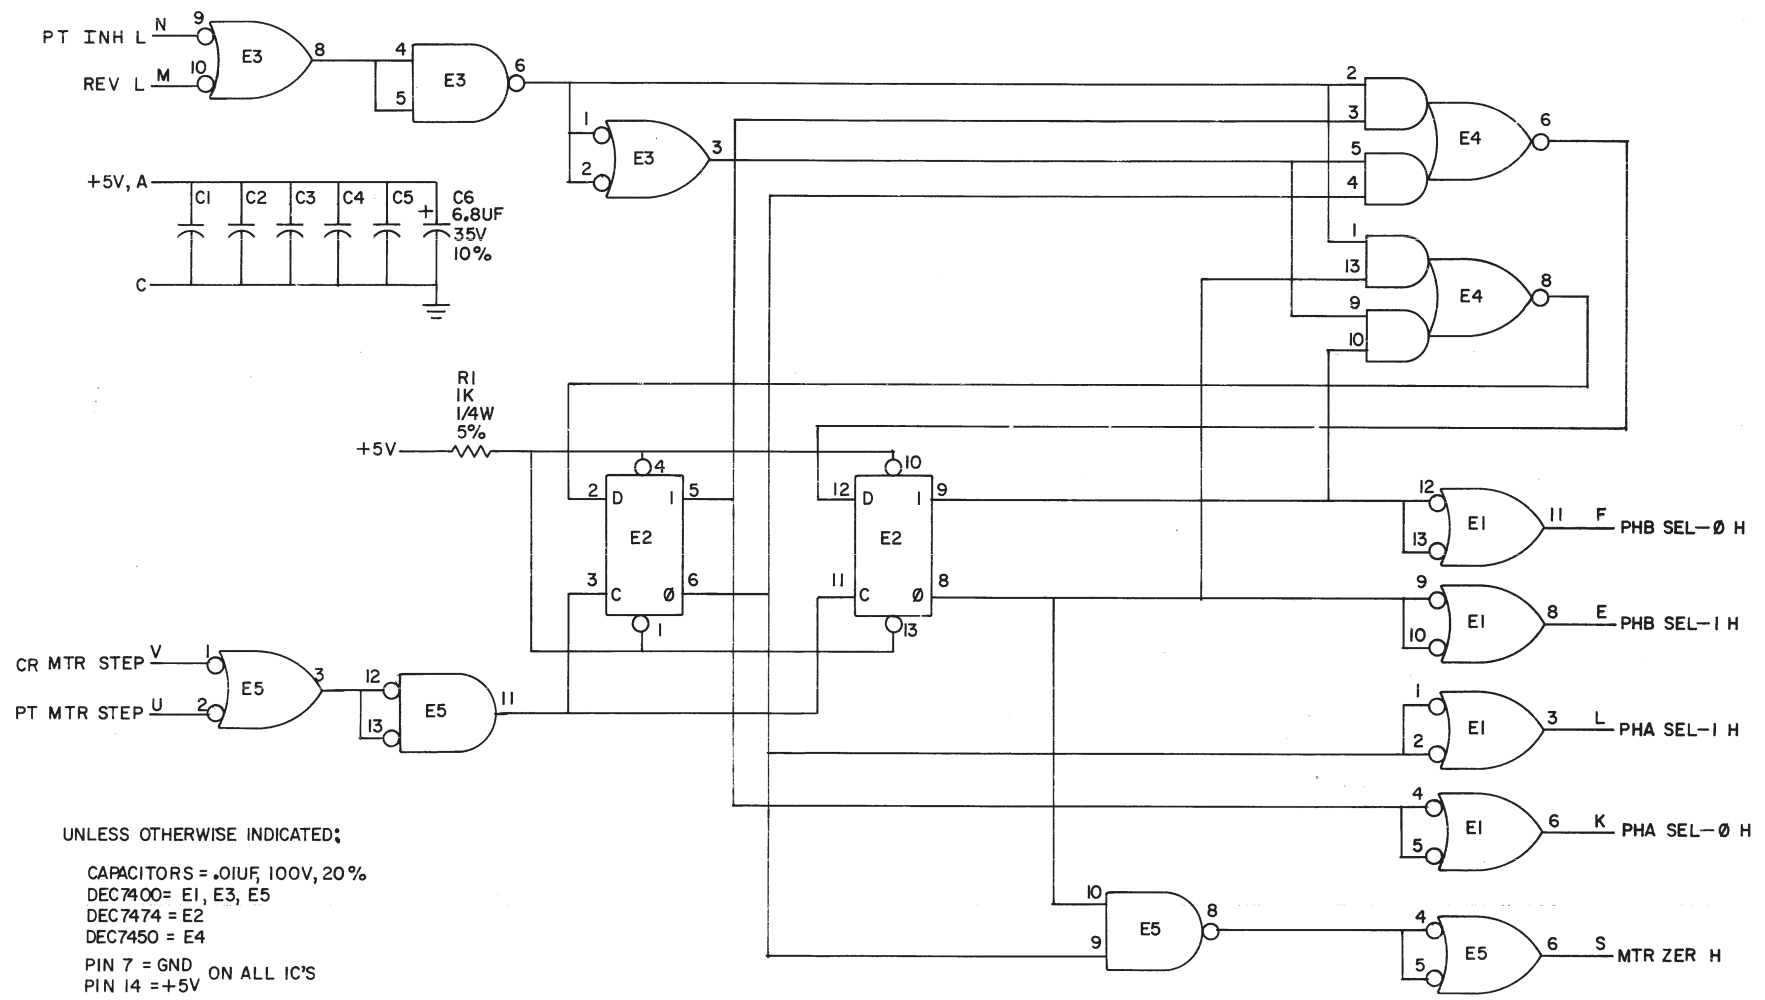 PT INH L N 9
REV L M 10
E3 8
4 5 E3 6
1 2 E3 3
2 3 5 4 E4 6
1 13 9 10 E4 8
+5V, A
C1 C2 C3 C4 C5 + C6
6.8UF
35V
10%
C
R1
1K
1/4W
5%
+5V
4
2 D 1 5
E2
3 C Ø 6
1
10
12 D 1 9
E2
11 C Ø 8
13
12 13 E1 11 F PHB SEL-Ø H
9 10 E1 8 E PHB SEL-1 H
CR MTR STEP V 1
PT MTR STEP U 2
E5 3
12 13 E5 11
1 2 E1 3 L PHA SEL-1 H
4 5 E1 6 K PHA SEL-Ø H
10 9 E5 8
4 5 E5 6 S MTR ZER H
UNLESS OTHERWISE INDICATED:
CAPACITORS = .01UF, 100V, 20%
DEC7400= E1, E3, E5
DEC7474 = E2
DEC7450 = E4
PIN 7 = GND
PIN 14 = +5V ON ALL IC'S